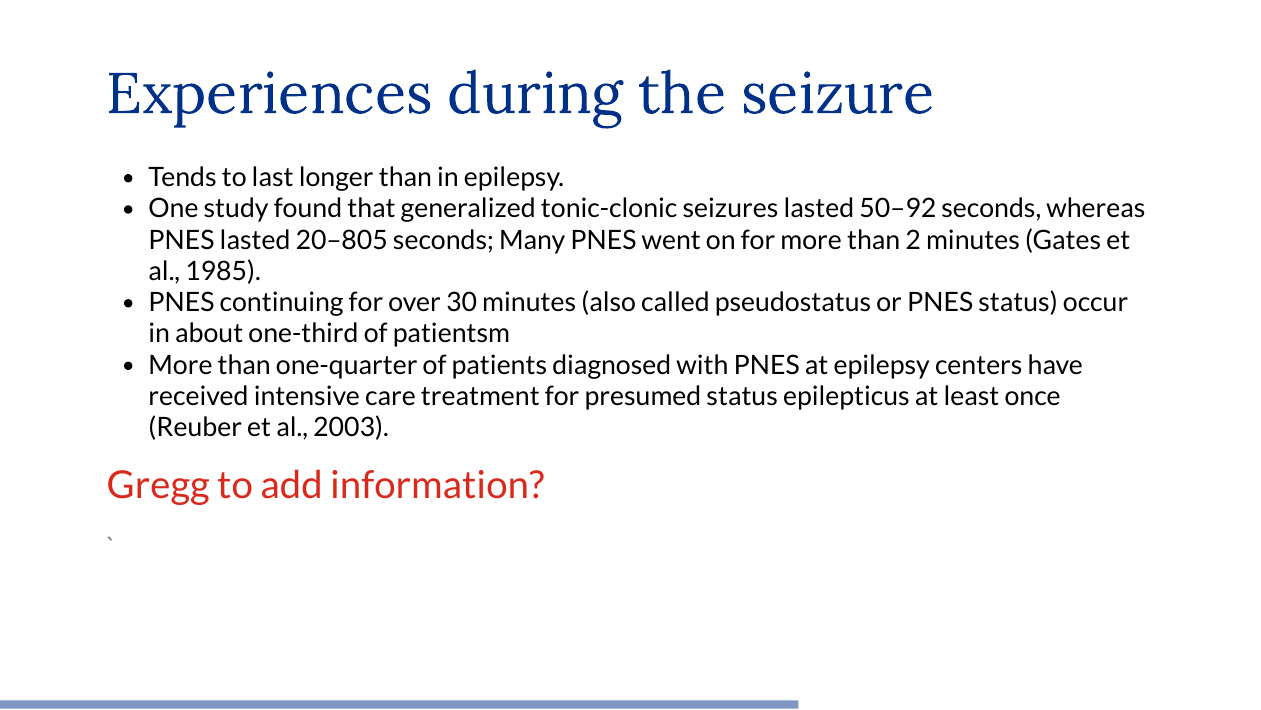 Experiences during the seizure
• Tends to last longer than in epilepsy.
• One study found that generalized tonic-clonic seizures lasted 50–92 seconds, whereas
PNES lasted 20–805 seconds; Many PNES went on for more than 2 minutes (Gates et
al., 1985).
• PNES continuing for over 30 minutes (also called pseudostatus or PNES status) occur
in about one-third of patientsm
• More than one-quarter of patients diagnosed with PNES at epilepsy centers have
received intensive care treatment for presumed status epilepticus at least once
(Reuber et al., 2003).
Gregg to add information?
`